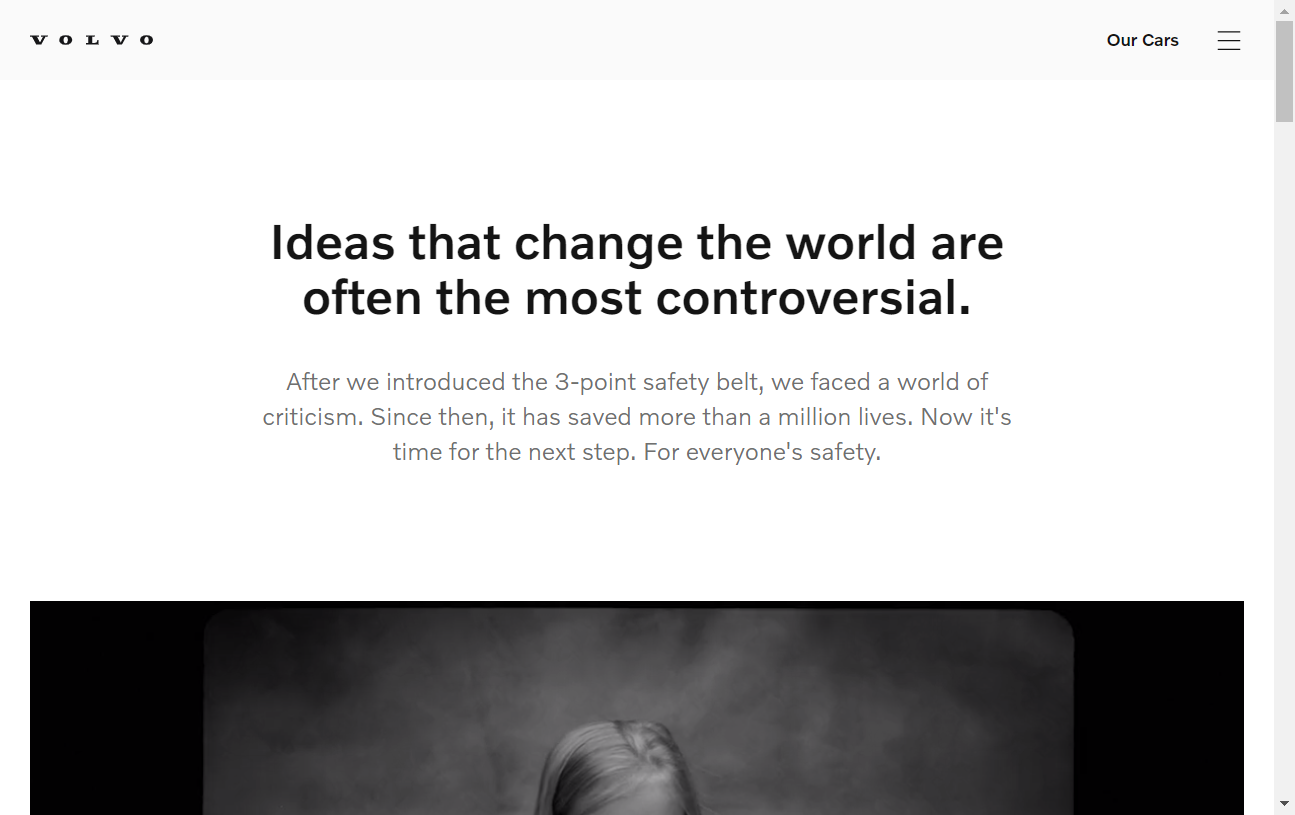 VOLVO
Our Cars
Ideas that change the world are
often the most controversial.
After we introduced the 3-point safety belt, we faced a world of
criticism. Since then, it has saved more than a million lives. Now it's
time for the next step. For everyone's safety.